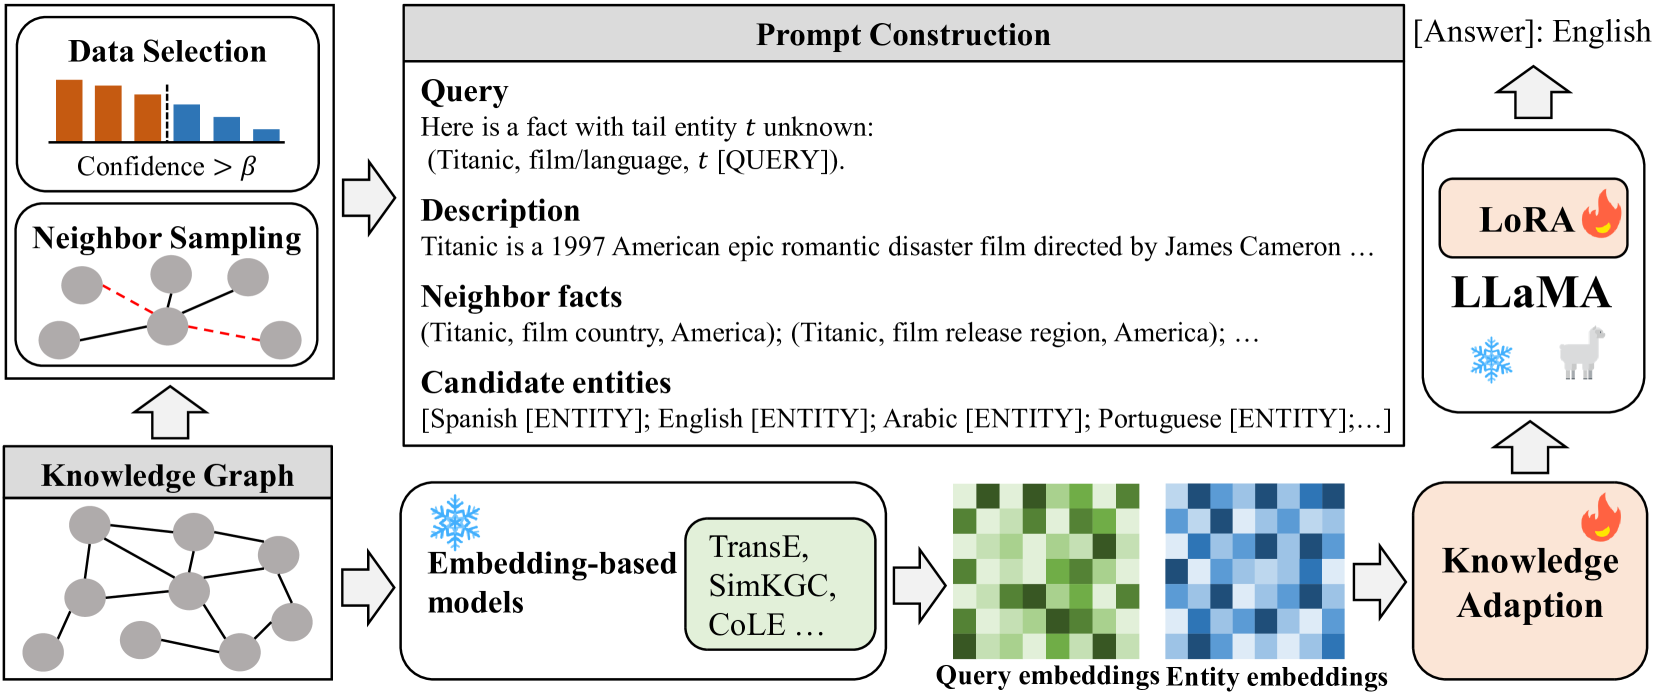 Data Selection
Confidence > β
Neighbor Sampling
Knowledge Graph
Prompt Construction
Query
Here is a fact with tail entity t unknown:
(Titanic, film/language, t [QUERY]).
Description
Titanic is a 1997 American epic romantic disaster film directed by James Cameron …
Neighbor facts
(Titanic, film country, America); (Titanic, film release region, America); …
Candidate entities
[Spanish [ENTITY]; English [ENTITY]; Arabic [ENTITY]; Portuguese [ENTITY];…]
Embedding-based
models
TransE,
SimKGC,
CoLE …
Query embeddings
Entity embeddings
[Answer]: English
LoRA
LLaMA
Knowledge
Adaption